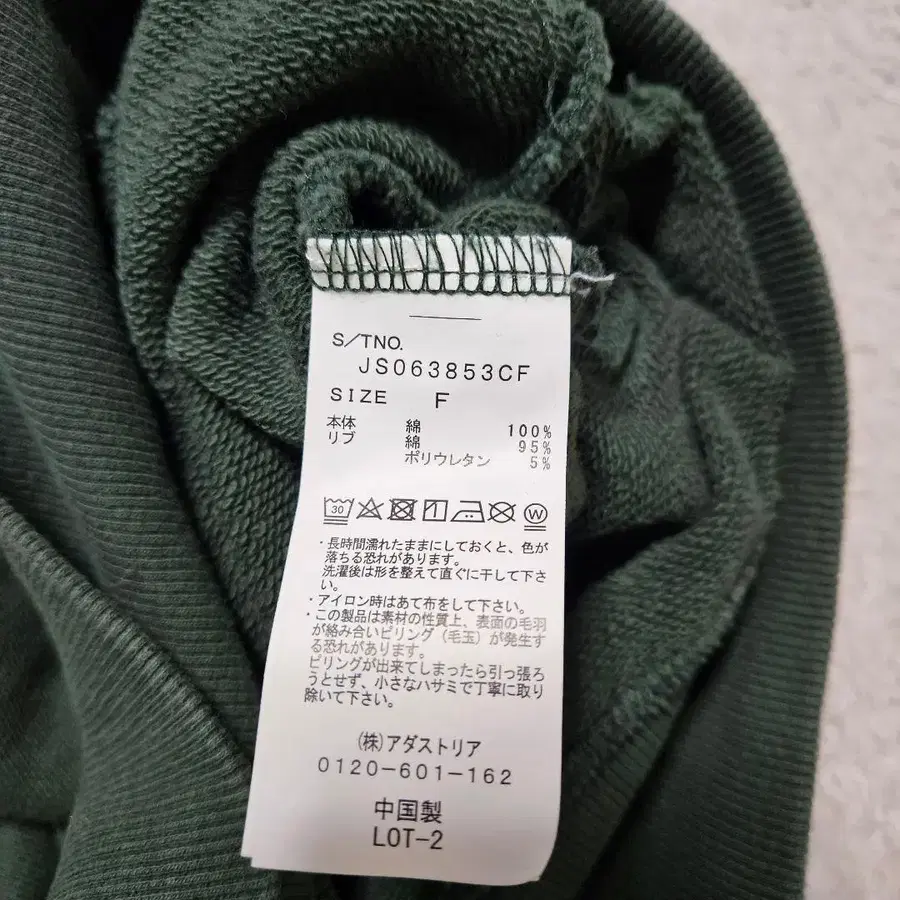 S/TNO.
JS063853CF
SIZE F
本体 綿 100%
リブ 綿 95%
ポリウレタン 5%
30
W
・長時間濡れたままにしておくと、色が
落ちる恐れがあります。
洗濯後は形を整えて直ぐに干して下さ
い。
・アイロン時はあて布をして下さい。
・この製品は素材の性質上、表面の毛羽
が絡み合いピリング（毛玉）が発生す
る恐れがあります。
ピリングが出来てしまったら引っ張ろ
うとせず、小さなハサミで丁寧に取り
除いて下さい。
(株)アダストリア
0120-601-162
中国製
LOT-2